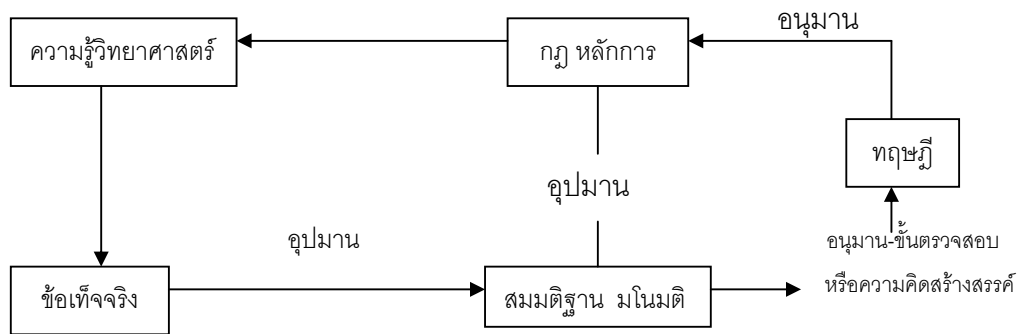 อนุมาน
ความรู้วิทยาศาสตร์
กฎ หลักการ
ทฤษฎี
อุปมาน
อุปมาน
อนุมาน-ขั้นตรวจสอบ
หรือความคิดสร้างสรรค์
ข้อเท็จจริง
สมมติฐาน มโนมติ